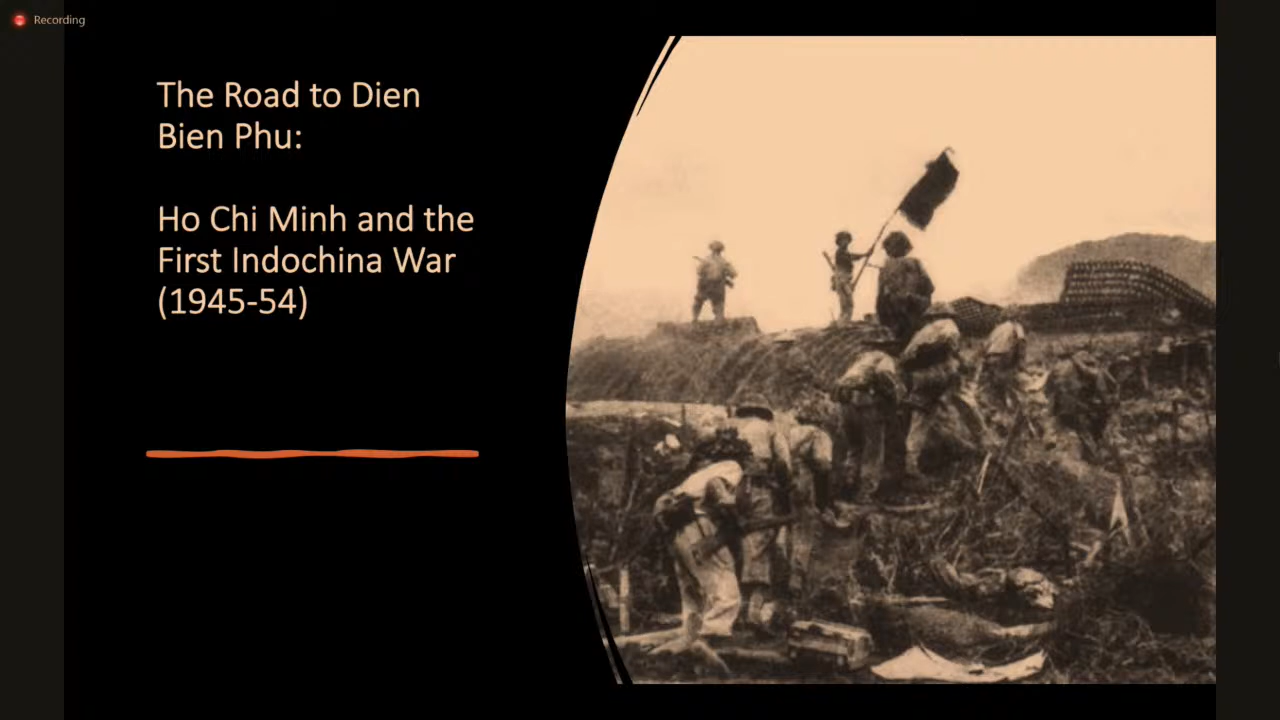 Recording
The Road to Dien
Bien Phu:
Ho Chi Minh and the
First Indochina War
(1945-54)